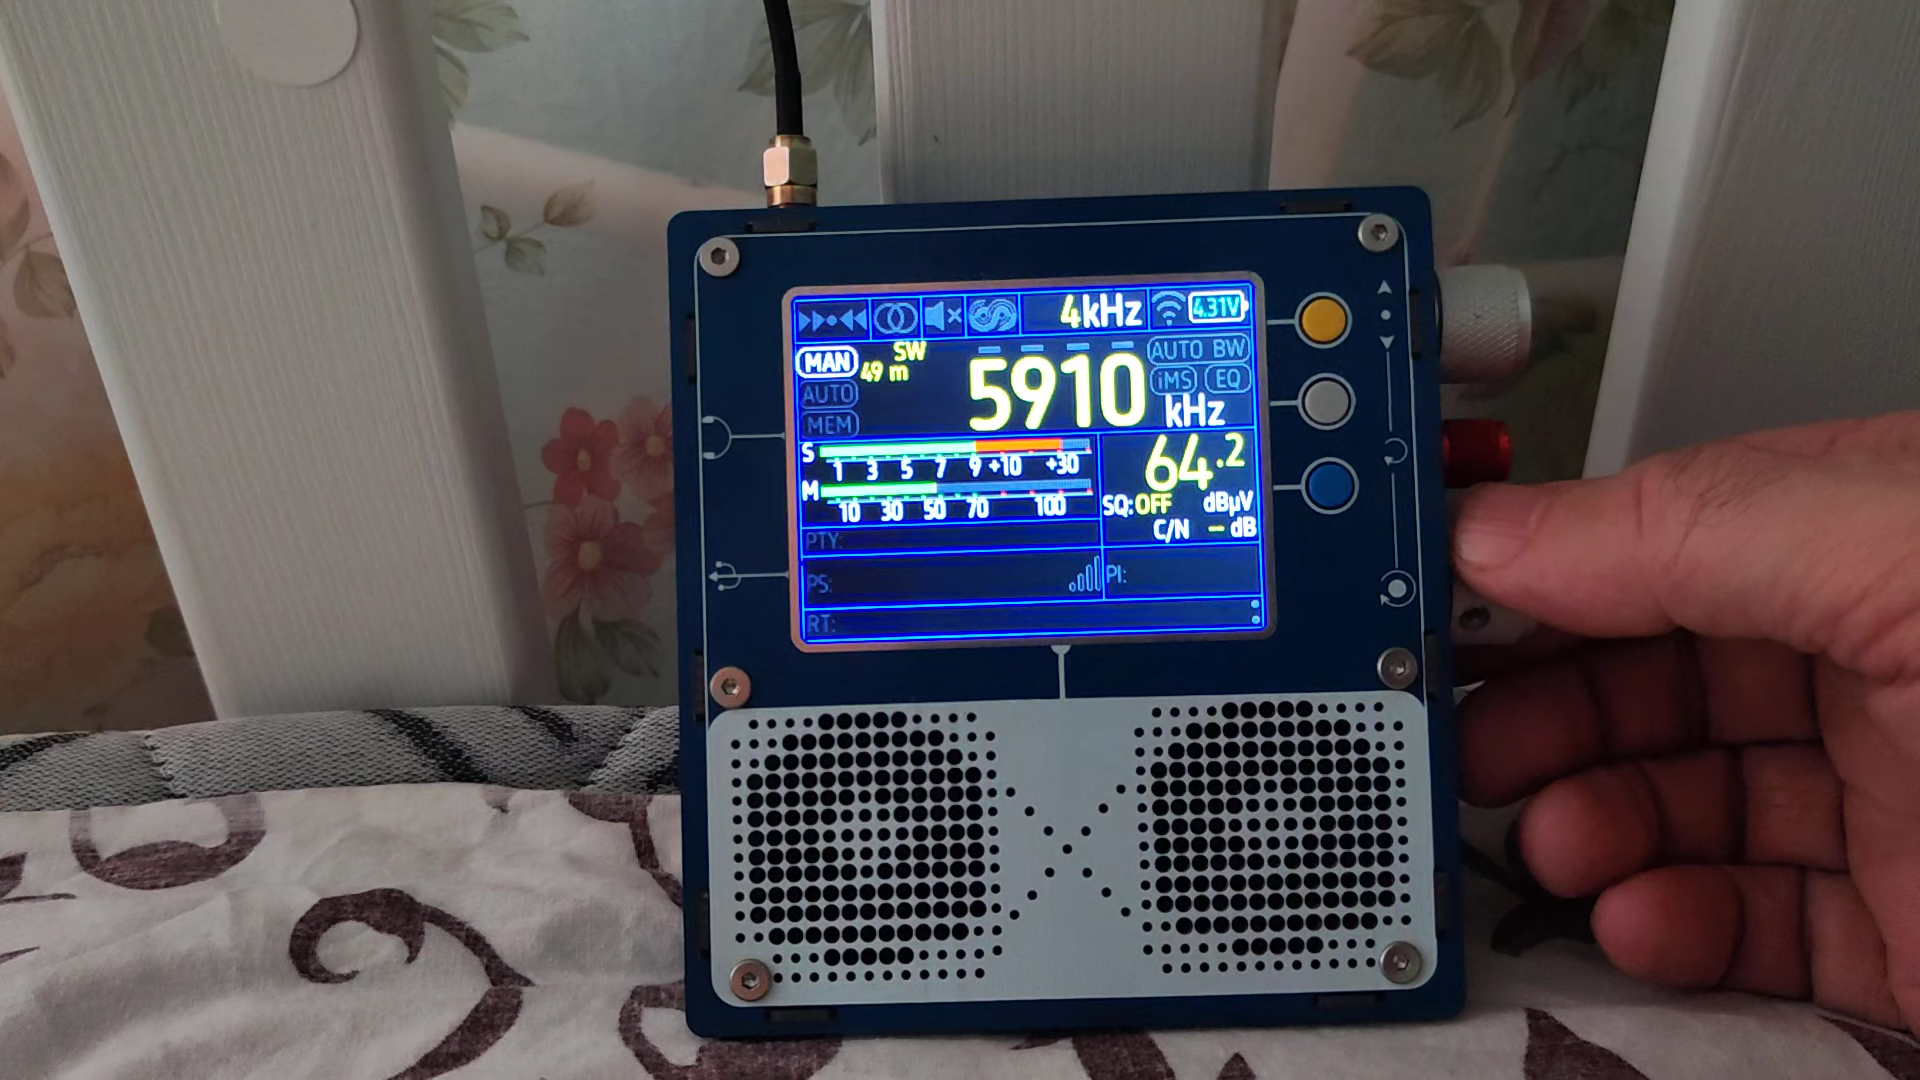 4kHz 4.31V
MAN SW AUTO BW
49 m 5910 iMS EQ
AUTO kHz
MEM
S
1 3 5 7 9 +10 +30
64.2
M
10 30 50 70 100
SQ:OFF dBµV
C/N - dB
PTY:
PS: PI:
RT: